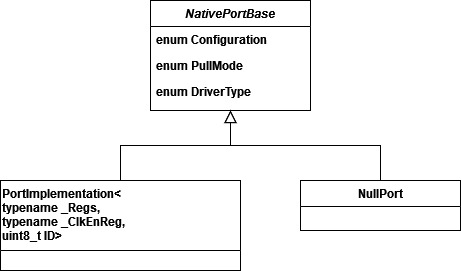 NativePortBase
enum Configuration
enum PullMode
enum DriverType
PortImplementation<
typename _Regs,
typename _ClkEnReg,
uint8_t ID>
NullPort